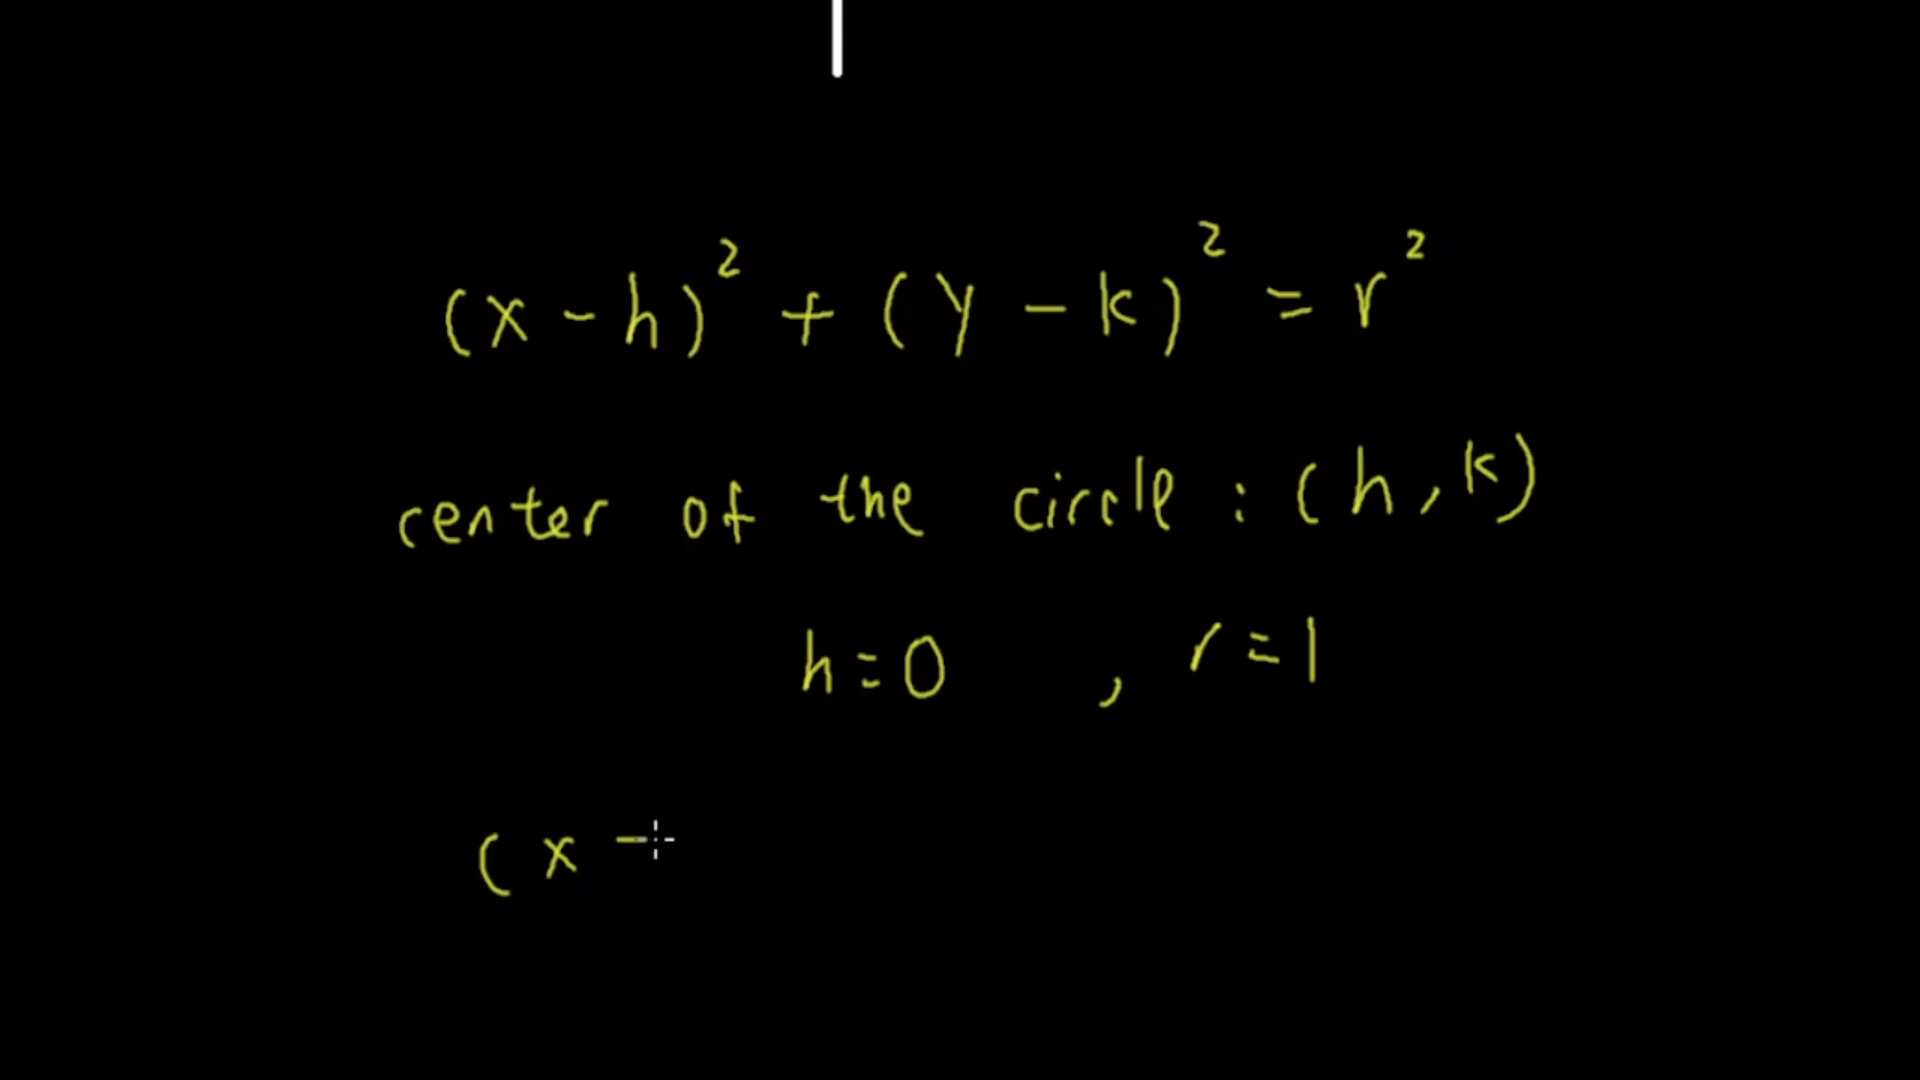 (x - h)² + (y - k)² = r²
center of the circle : (h, k)
h = 0 , r = 1
(x -